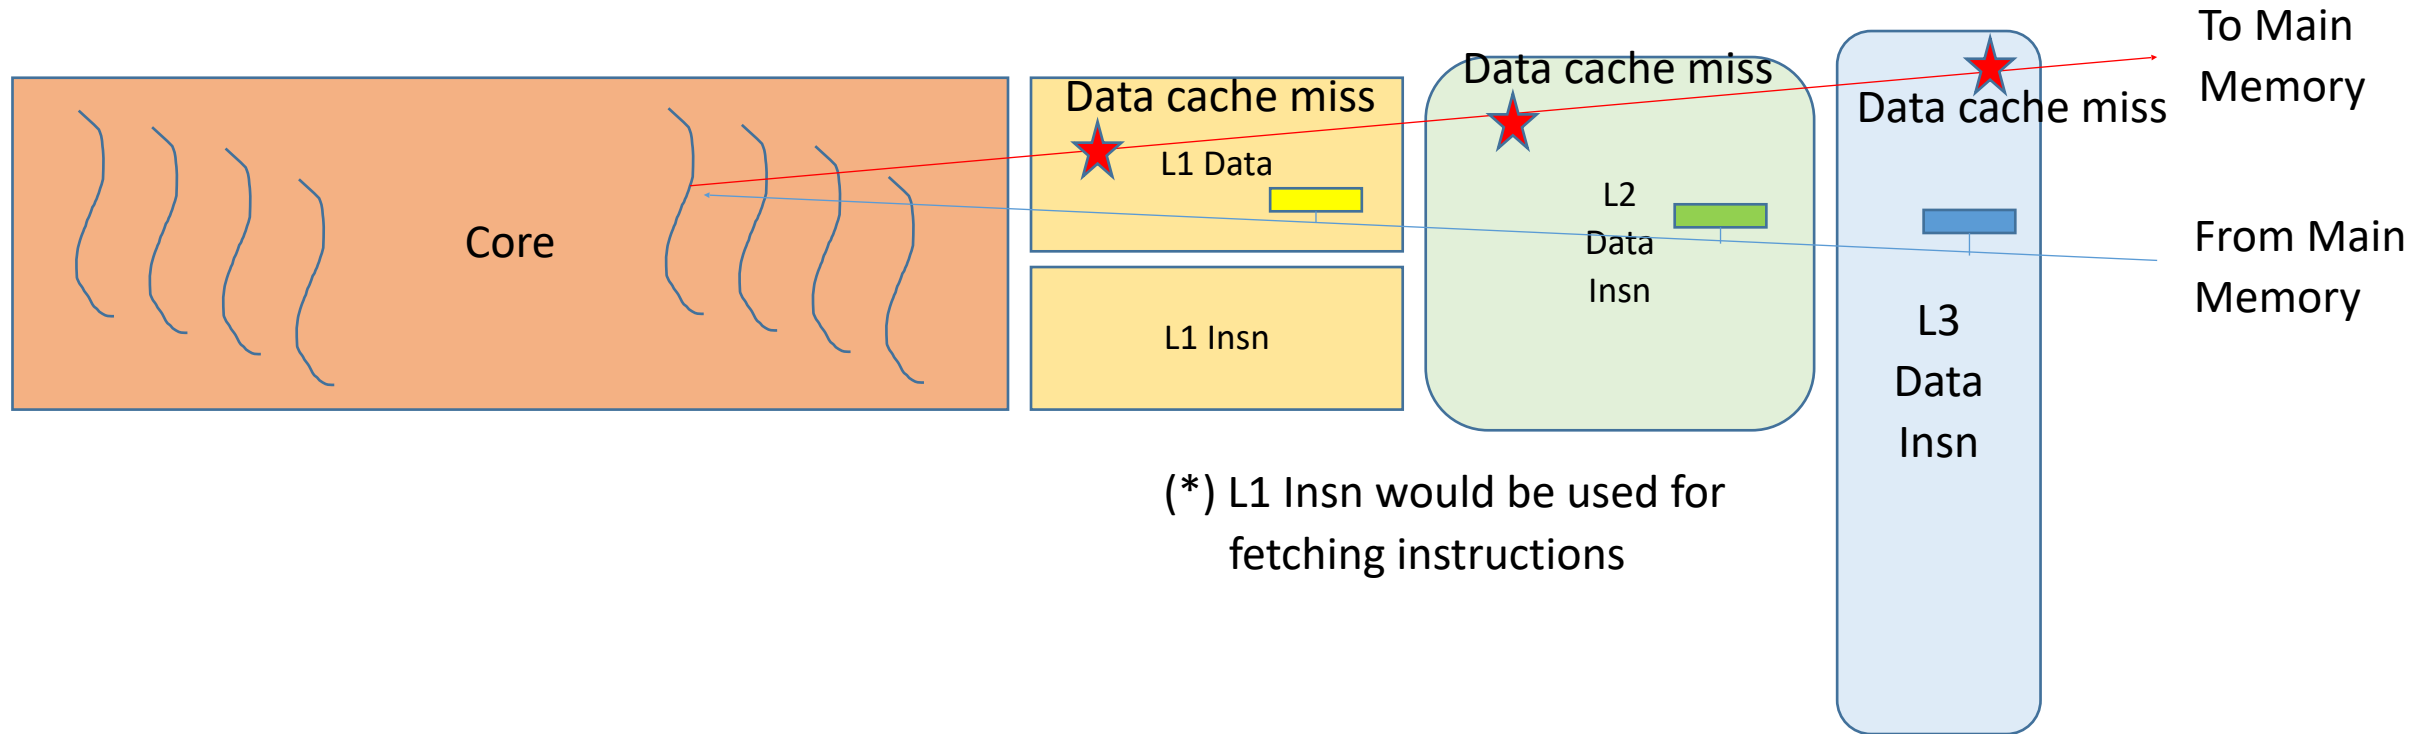 Core
Data cache miss
L1 Data
L1 Insn
Data cache miss
L2
Data
Insn
Data cache miss
L3
Data
Insn
To Main
Memory
From Main
Memory
(*) L1 Insn would be used for
fetching instructions